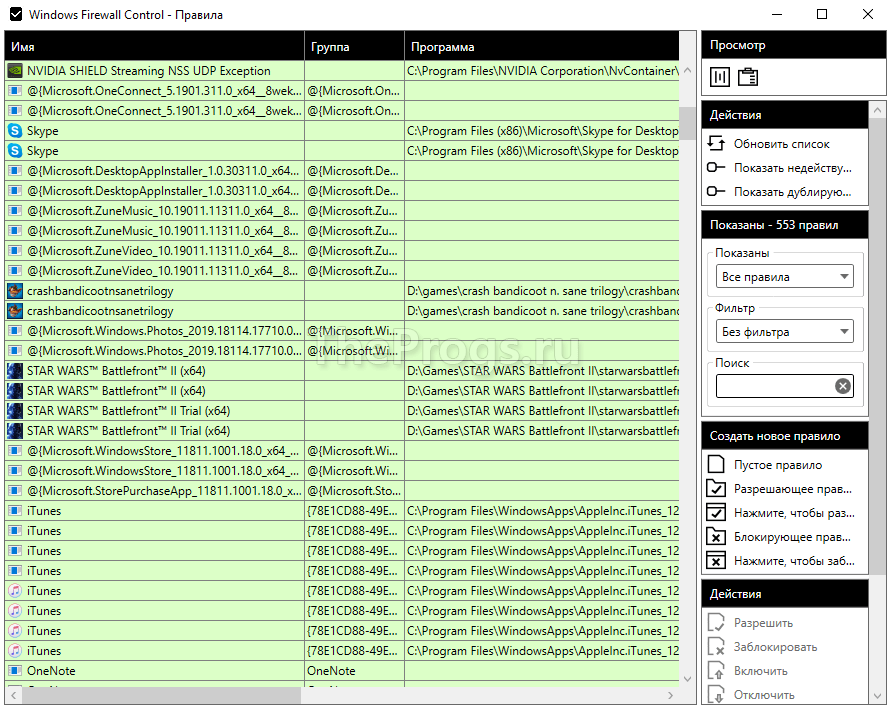 Windows Firewall Control - Правила
Имя Группа Программа
NVIDIA SHIELD Streaming NSS UDP Exception C:\Program Files\NVIDIA Corporation\NvContainer\
@{Microsoft.OneConnect_5.1901.311.0_x64__8wek... @{Microsoft.On...
@{Microsoft.OneConnect_5.1901.311.0_x64__8wek... @{Microsoft.On...
Skype C:\Program Files (x86)\Microsoft\Skype for Desktop
Skype C:\Program Files (x86)\Microsoft\Skype for Desktop
@{Microsoft.DesktopAppInstaller_1.0.30311.0_x64... @{Microsoft.De...
@{Microsoft.DesktopAppInstaller_1.0.30311.0_x64... @{Microsoft.De...
@{Microsoft.ZuneMusic_10.19011.11311.0_x64__8... @{Microsoft.Zu...
@{Microsoft.ZuneMusic_10.19011.11311.0_x64__8... @{Microsoft.Zu...
@{Microsoft.ZuneVideo_10.19011.11311.0_x64__8... @{Microsoft.Zu...
@{Microsoft.ZuneVideo_10.19011.11311.0_x64__8... @{Microsoft.Zu...
crashbandicootnsanetrilogy D:\games\crash bandicoot n. sane trilogy\crashband
crashbandicootnsanetrilogy D:\games\crash bandicoot n. sane trilogy\crashband
@{Microsoft.Windows.Photos_2019.18114.17710.0... @{Microsoft.Wi...
@{Microsoft.Windows.Photos_2019.18114.17710.0... @{Microsoft.Wi...
TheProgs.ru
STAR WARS™ Battlefront™ II (x64) D:\Games\STAR WARS Battlefront II\starwarsbattlefr
STAR WARS™ Battlefront™ II (x64) D:\Games\STAR WARS Battlefront II\starwarsbattlefr
STAR WARS™ Battlefront™ II Trial (x64) D:\Games\STAR WARS Battlefront II\starwarsbattlefr
STAR WARS™ Battlefront™ II Trial (x64) D:\Games\STAR WARS Battlefront II\starwarsbattlefr
@{Microsoft.WindowsStore_11811.1001.18.0_x64_... @{Microsoft.Wi...
@{Microsoft.WindowsStore_11811.1001.18.0_x64_... @{Microsoft.Wi...
@{Microsoft.StorePurchaseApp_11811.1001.18.0_x... @{Microsoft.Sto...
iTunes {78E1CD88-49E... C:\Program Files\WindowsApps\AppleInc.iTunes_12
iTunes {78E1CD88-49E... C:\Program Files\WindowsApps\AppleInc.iTunes_12
iTunes {78E1CD88-49E... C:\Program Files\WindowsApps\AppleInc.iTunes_12
iTunes {78E1CD88-49E... C:\Program Files\WindowsApps\AppleInc.iTunes_12
iTunes {78E1CD88-49E... C:\Program Files\WindowsApps\AppleInc.iTunes_12
iTunes {78E1CD88-49E... C:\Program Files\WindowsApps\AppleInc.iTunes_12
iTunes {78E1CD88-49E... C:\Program Files\WindowsApps\AppleInc.iTunes_12
iTunes {78E1CD88-49E... C:\Program Files\WindowsApps\AppleInc.iTunes_12
OneNote OneNote
Просмотр
Действия
Обновить список
Показать недейству...
Показать дублирую...
Показаны - 553 правил
Показаны
Все правила
Фильтр
Без фильтра
Поиск
Создать новое правило
Пустое правило
Разрешающее прав...
Нажмите, чтобы раз...
Блокирующее прав...
Нажмите, чтобы заб...
Действия
Разрешить
Заблокировать
Включить
Отключить